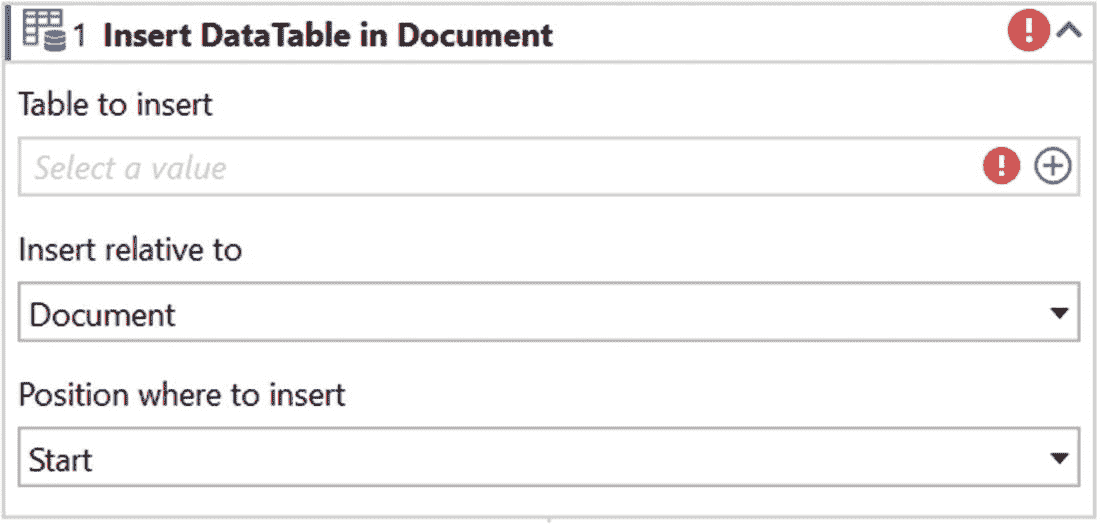 1 Insert DataTable in Document
Table to insert
Select a value
Insert relative to
Document
Position where to insert
Start